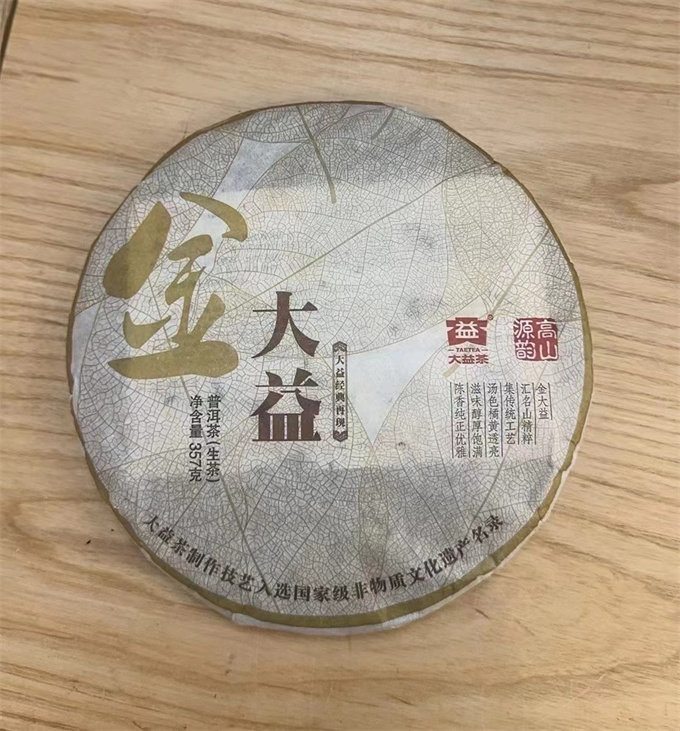 金
大益
大益经典再现
普洱茶(生茶)
净含量357克
益
TAETEA
大益茶
高山
源韵
金大益
汇名山精粹
集传统工艺
汤色橘黄透亮
滋味醇厚饱满
陈香纯正优雅
大益茶制作技艺入选国家级非物质文化遗产名录